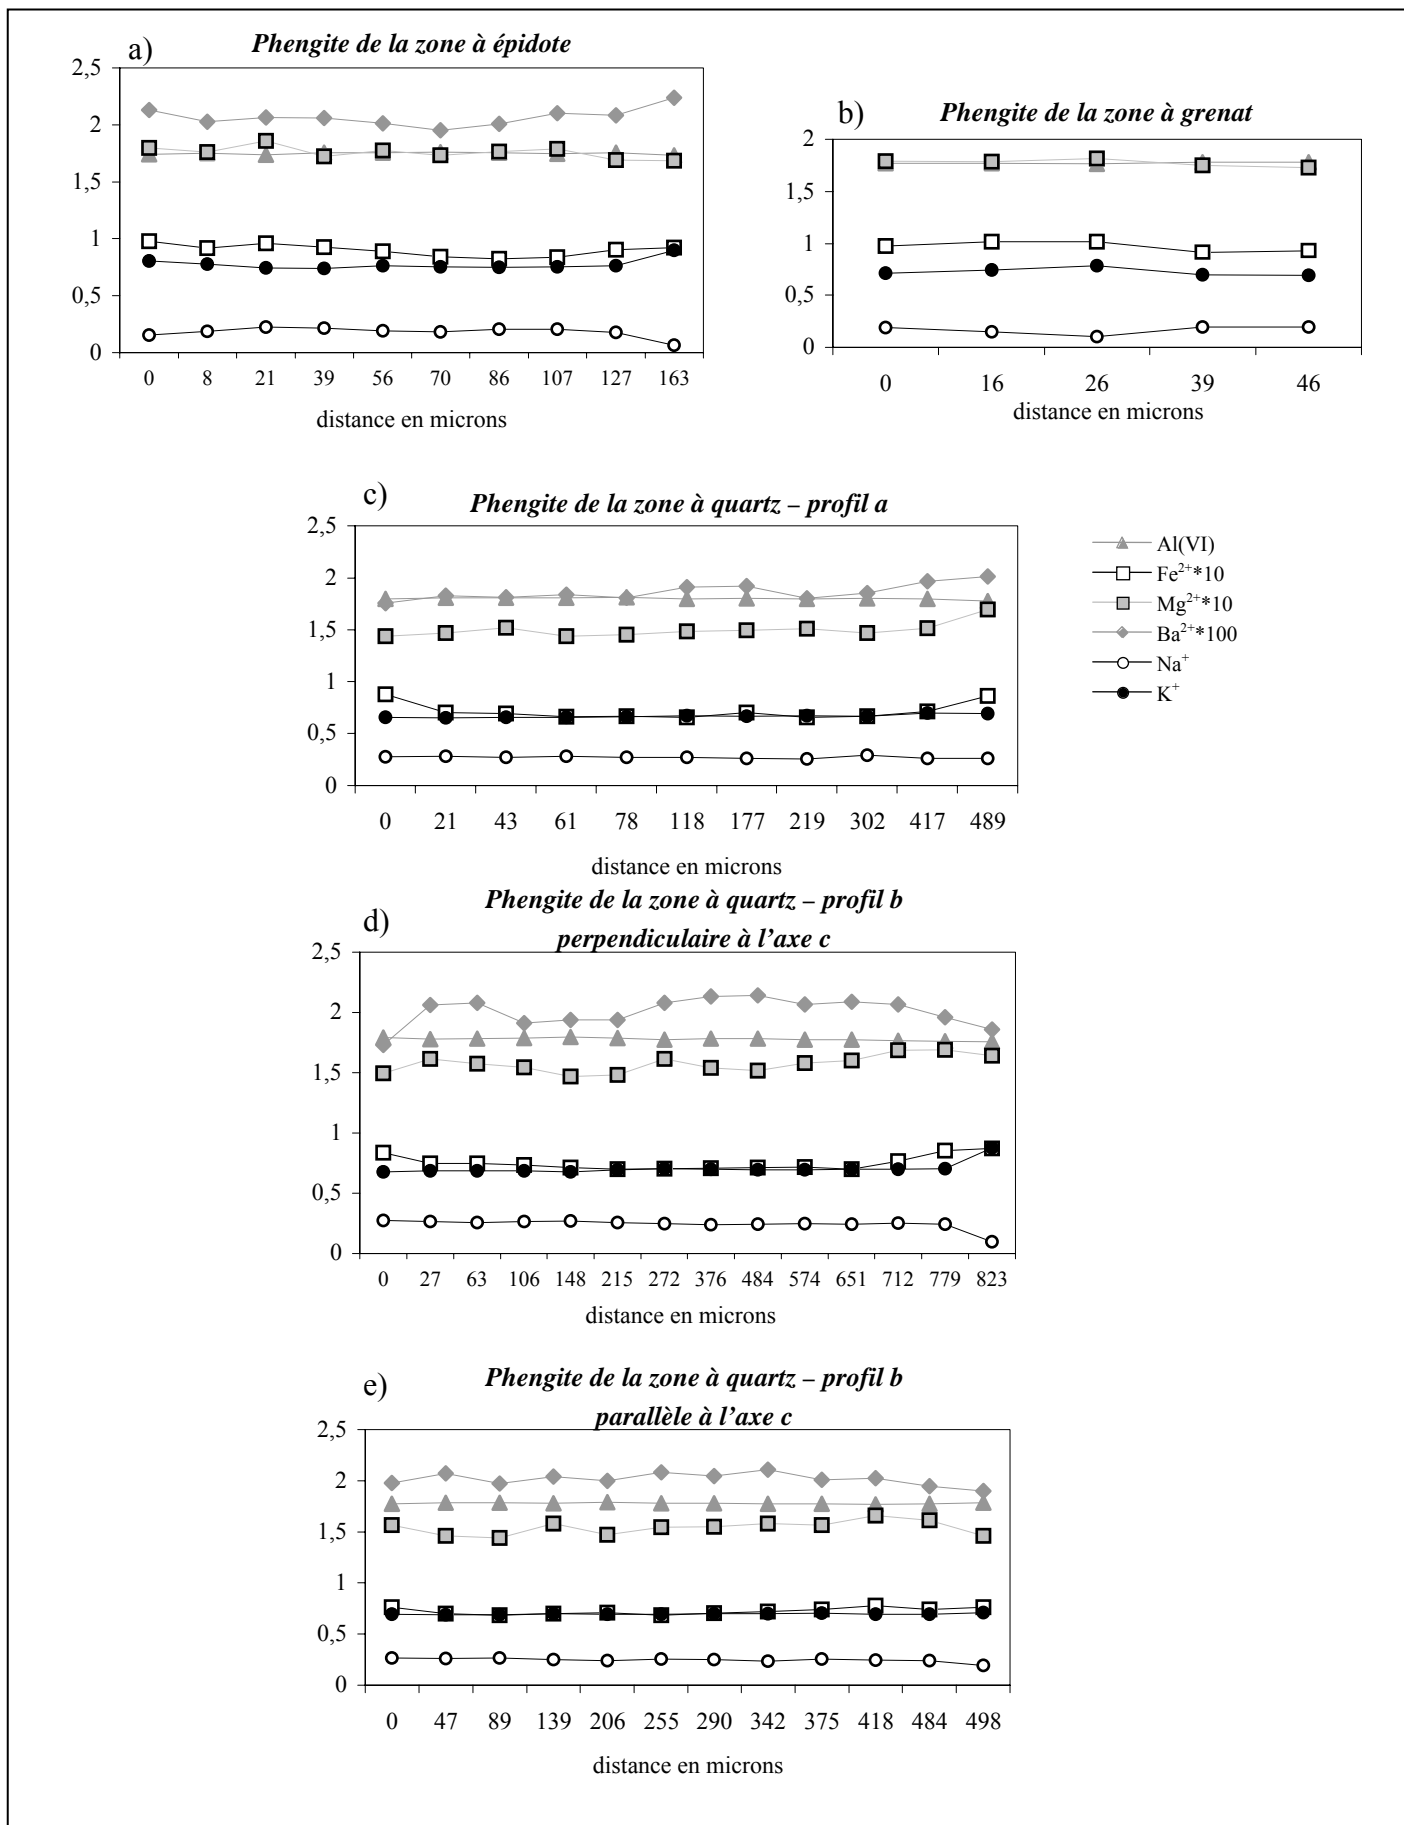 a)
Phengite de la zone à épidote
2,5
2
1,5
1
0,5
0
0 8 21 39 56 70 86 107 127 163
distance en microns
b)
Phengite de la zone à grenat
2
1,5
1
0,5
0
0 16 26 39 46
distance en microns
c)
Phengite de la zone à quartz – profil a
2,5
2
1,5
1
0,5
0
0 21 43 61 78 118 177 219 302 417 489
distance en microns
Al(VI)
Fe²⁺*10
Mg²⁺*10
Ba²⁺*100
Na⁺
K⁺
d)
Phengite de la zone à quartz – profil b
perpendiculaire à l’axe c
2,5
2
1,5
1
0,5
0
0 27 63 106 148 215 272 376 484 574 651 712 779 823
distance en microns
e)
Phengite de la zone à quartz – profil b
parallèle à l’axe c
2,5
2
1,5
1
0,5
0
0 47 89 139 206 255 290 342 375 418 484 498
distance en microns